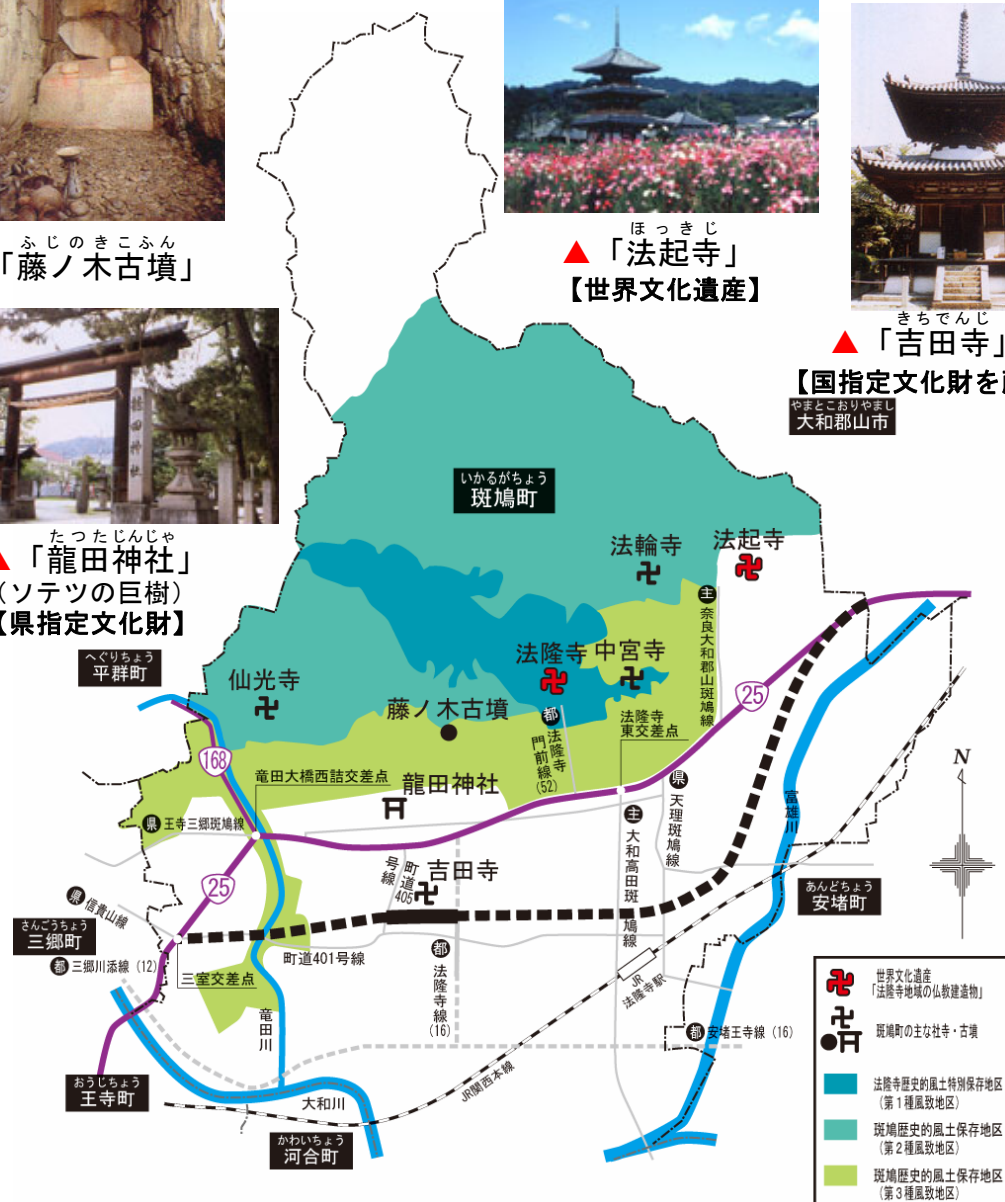 ふじのきこふん
「藤ノ木古墳」
ほっきじ
▲「法起寺」
【世界文化遺産】
きちでんじ
▲「吉田寺」
【国指定文化財を
たつたじんじゃ
▲「龍田神社」
（ソテツの巨樹）
【県指定文化財】
龍田神社
やまとこおりやまし
大和郡山市
いかるがちょう
斑鳩町
法輪寺
法起寺
主 奈良大和郡山斑鳩線
へぐりちょう
平群町
仙光寺
法隆寺
中宮寺
藤ノ木古墳
都 法隆寺門前線(52)
法隆寺
東交差点
25
168
竜田大橋西詰交差点
龍田神社
県 王寺三郷斑鳩線
県 天理斑鳩線
主 大和高田斑鳩線
富雄川
N
25
町道405号線
吉田寺
あんどちょう
安堵町
県 信貴山線
さんごうちょう
三郷町
都 三郷川添線（12）
三室交差点
町道401号線
竜田川
都 法隆寺線(16)
JR
法隆寺駅
都 安堵王寺線（16）
おうじちょう
王寺町
大和川
JR関西本線
かわいちょう
河合町
世界文化遺産
「法隆寺地域の仏教建造物」
斑鳩町の主な社寺・古墳
法隆寺歴史的風土特別保存地区
（第１種風致地区）
斑鳩歴史的風土保存地区
（第２種風致地区）
斑鳩歴史的風土保存地区
（第３種風致地区）